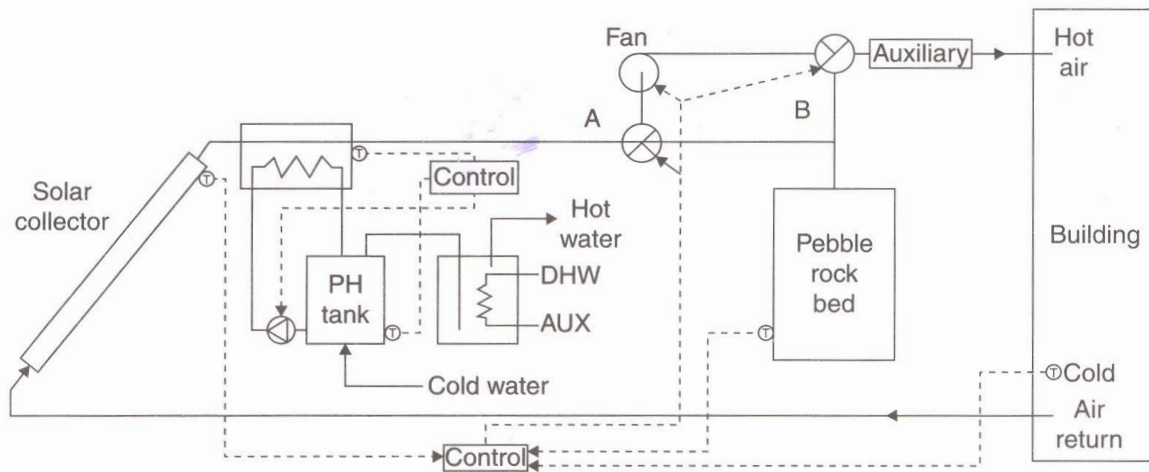 Fan
Auxiliary
Hot
air
A
B
Solar
collector
T
T
Control
Hot
water
DHW
AUX
PH
tank
T
Cold water
Pebble
rock
bed
T
Building
T Cold
Air
return
Control